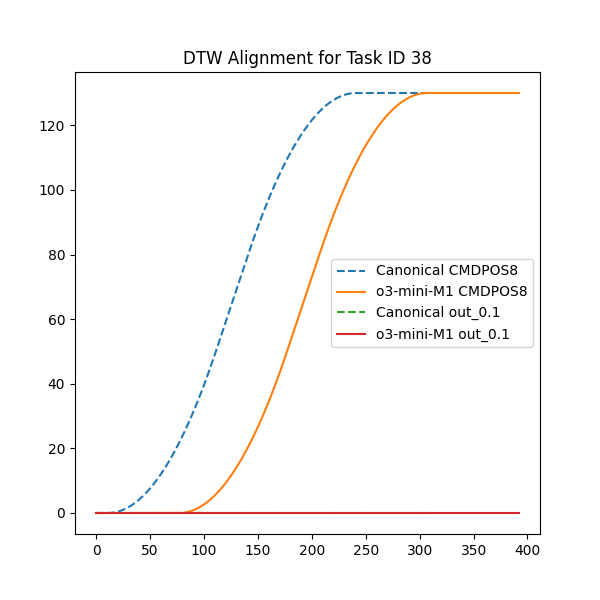 DTW Alignment for Task ID 38
120
100
80
60
40
20
0
Canonical CMDPOS8
o3-mini-M1 CMDPOS8
Canonical out_0.1
o3-mini-M1 out_0.1
0 50 100 150 200 250 300 350 400